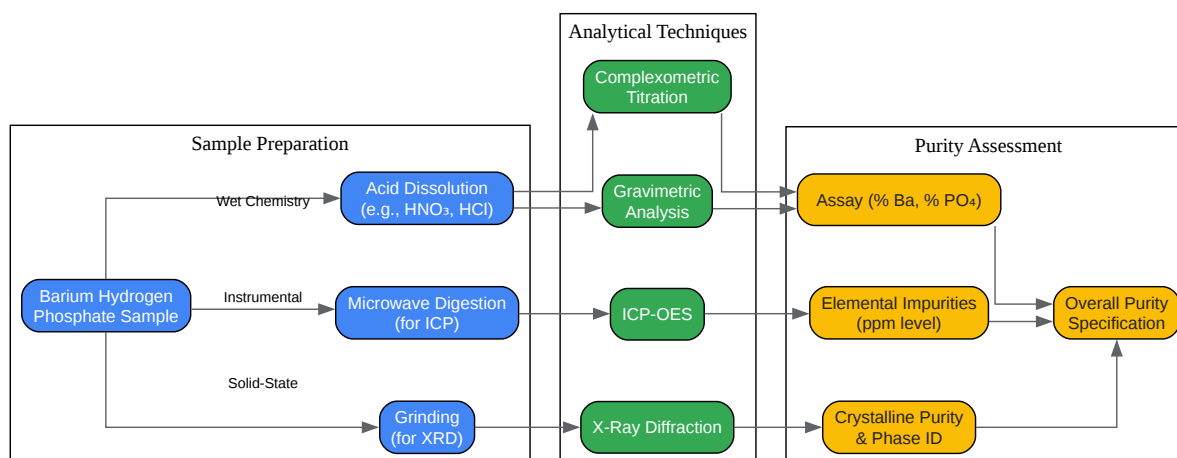 Analytical Techniques
Complexometric
Titration
Sample Preparation
Purity Assessment
Wet Chemistry
Acid Dissolution
(e.g., HNO₃, HCl)
Gravimetric
Analysis
Assay (% Ba, % PO₄)
Barium Hydrogen
Phosphate Sample
Instrumental
Microwave Digestion
(for ICP)
ICP-OES
Elemental Impurities
(ppm level)
Overall Purity
Specification
Solid-State
Grinding
(for XRD)
X-Ray Diffraction
Crystalline Purity
& Phase ID